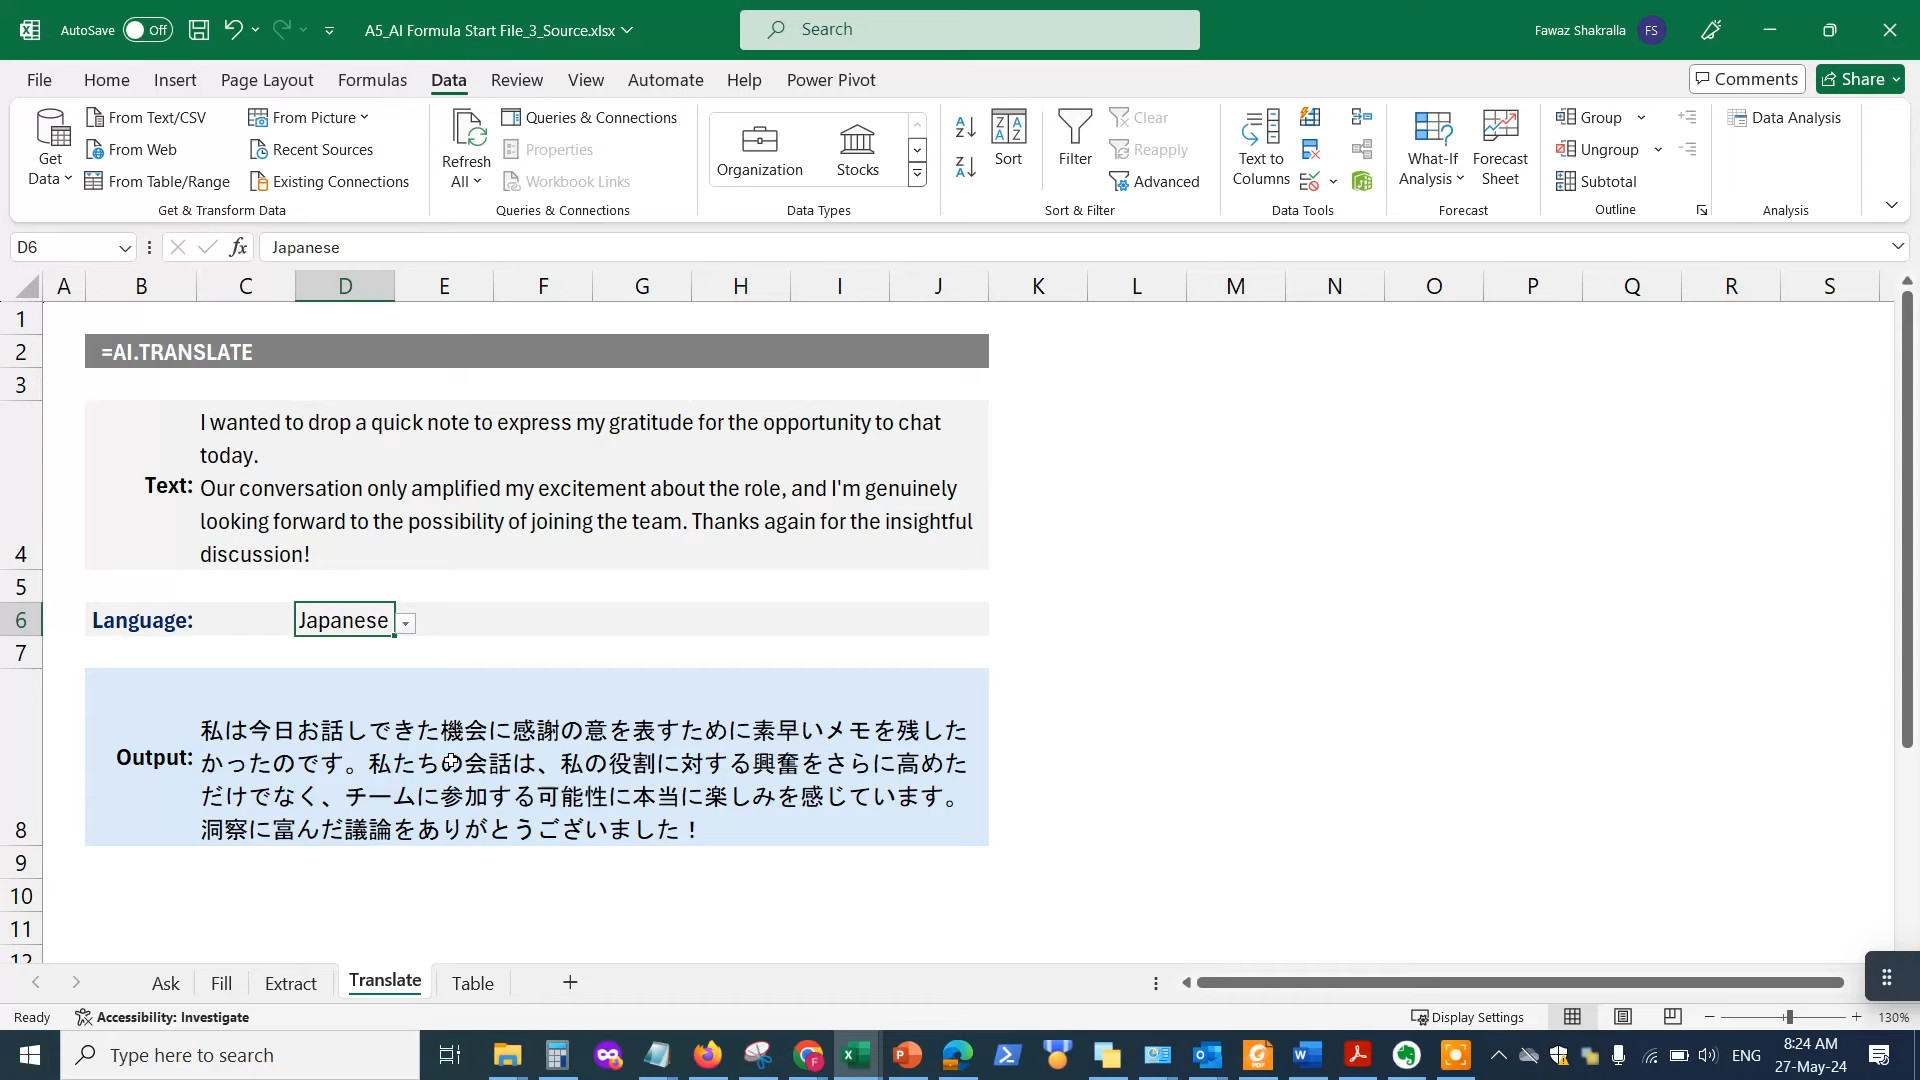 AutoSave Off A5_AI Formula Start File_3_Source.xlsx Search Fawaz Shakralla FS
File Home Insert Page Layout Formulas Data Review View Automate Help Power Pivot Comments Share
Get Data
From Text/CSV
From Web
From Table/Range
From Picture
Recent Sources
Existing Connections
Get & Transform Data
Refresh All
Queries & Connections
Properties
Workbook Links
Queries & Connections
Organization
Stocks
Data Types
Sort
Filter
Clear
Reapply
Advanced
Sort & Filter
Text to Columns
Data Tools
What-If Analysis
Forecast Sheet
Forecast
Group
Ungroup
Subtotal
Outline
Data Analysis
Analysis
D6 fx Japanese
A B C D E F G H I J K L M N O P Q R S
1
2 =AI.TRANSLATE
3
I wanted to drop a quick note to express my gratitude for the opportunity to chat
today.
Text: Our conversation only amplified my excitement about the role, and I'm genuinely
looking forward to the possibility of joining the team. Thanks again for the insightful
4 discussion!
5
6 Language: Japanese
7
私は今日お話しできた機会に感謝の意を表すために素早いメモを残した
Output: かったのです。私たちの会話は、私の役割に対する興奮をさらに高めた
だけでなく、チームに参加する可能性に本当に楽しみを感じています。
8 洞察に富んだ議論をありがとうございました！
9
10
11
12
Ask Fill Extract Translate Table
Ready Accessibility: Investigate Display Settings 130%
Type here to search ENG 8:24 AM
27-May-24